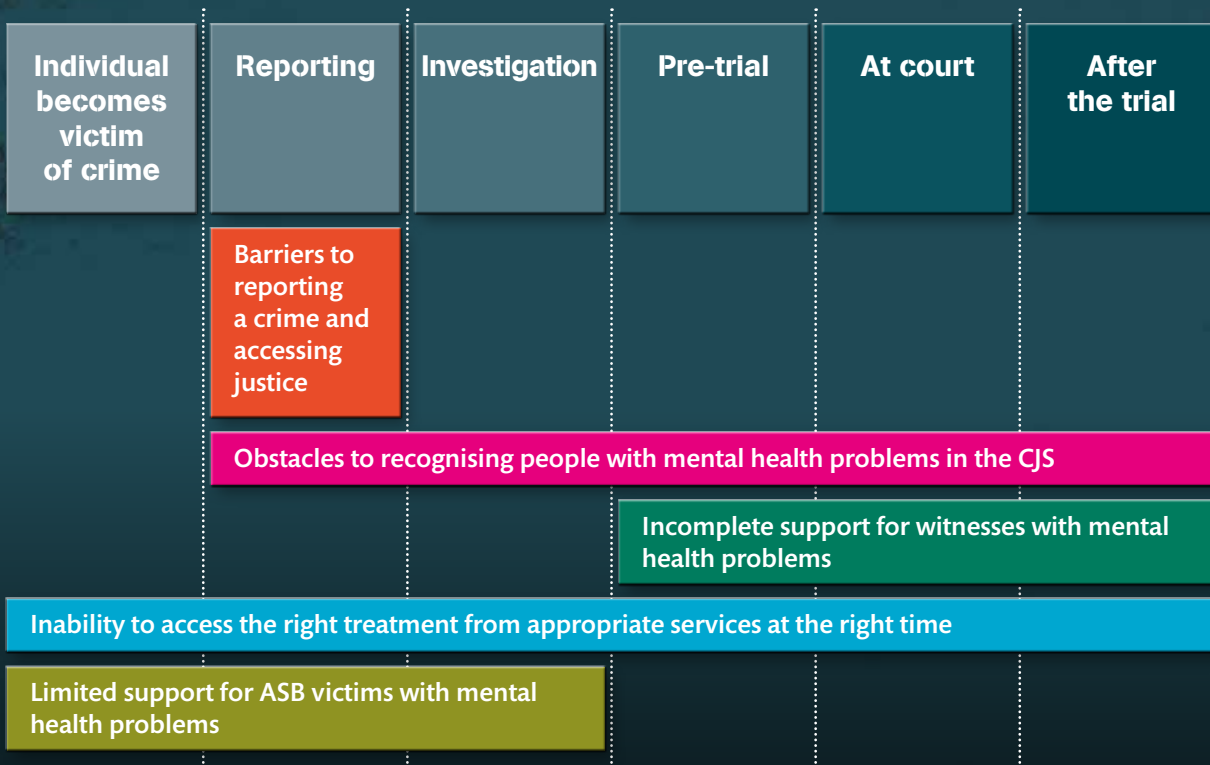 Individual
becomes
victim
of crime
Reporting
Investigation
Pre-trial
At court
After
the trial
Barriers to
reporting
a crime and
accessing
justice
Obstacles to recognising people with mental health problems in the CJS
Incomplete support for witnesses with mental
health problems
Inability to access the right treatment from appropriate services at the right time
Limited support for ASB victims with mental
health problems